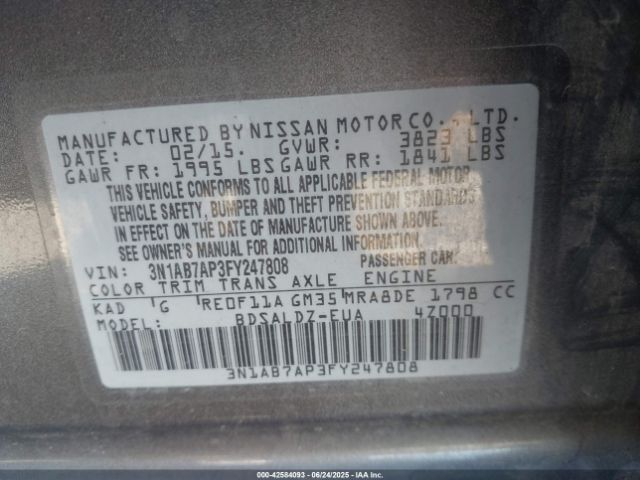 MANUFACTURED BY NISSAN MOTOR CO., LTD.
DATE: 02/15. GVWR: 3823 LBS
GAWR FR: 1995 LBS GAWR RR: 1841 LBS
THIS VEHICLE CONFORMS TO ALL APPLICABLE FEDERAL MOTOR
VEHICLE SAFETY, BUMPER AND THEFT PREVENTION STANDARDS
IN EFFECT ON THE DATE OF MANUFACTURE SHOWN ABOVE.
SEE OWNER'S MANUAL FOR ADDITIONAL INFORMATION.
VIN: 3N1AB7AP3FY247808 PASSENGER CAR
COLOR TRIM TRANS AXLE ENGINE
KAD G RE0F11A GM35 MRA8DE 1798 CC
MODEL: BDSALDZ-EUA 4Z000
3N1AB7AP3FY247808
000-42584093 06/24/2025 - IAA Inc.